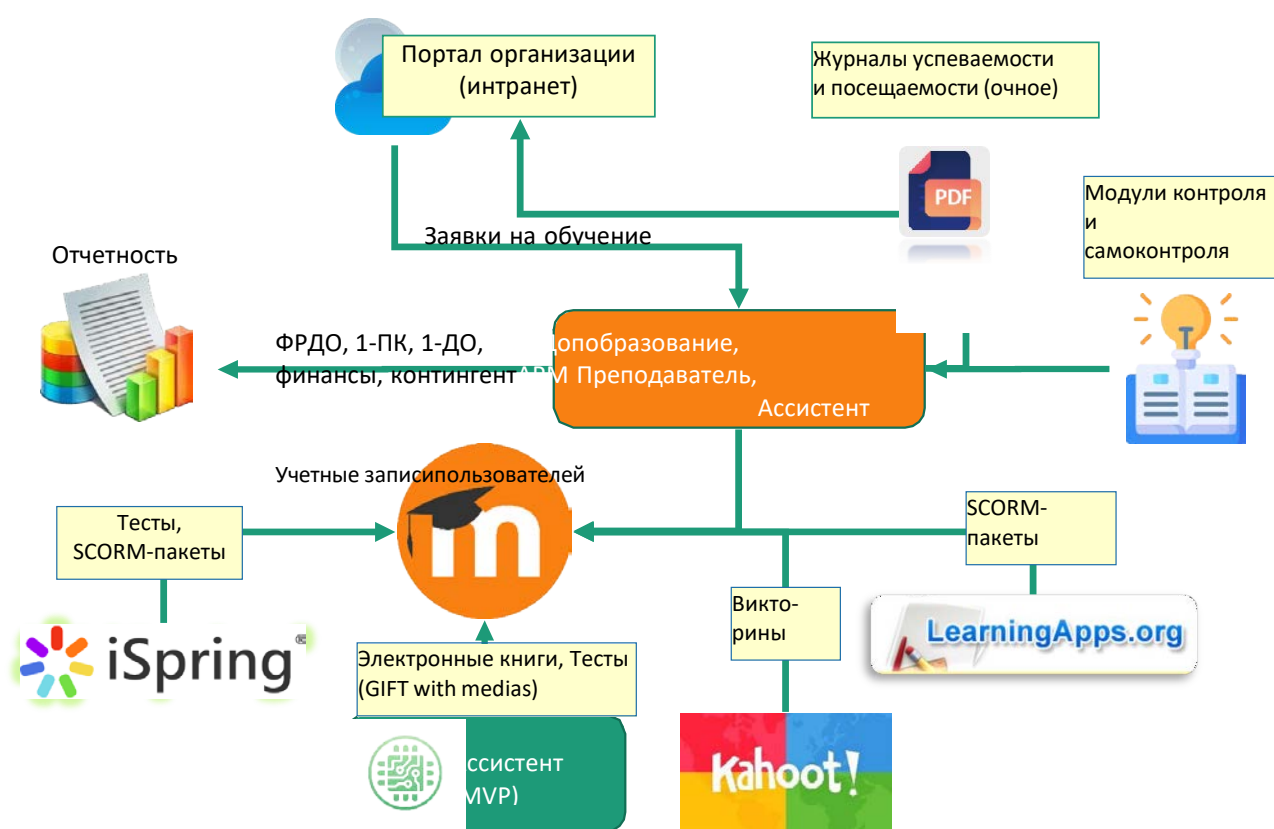 Портал организации
(интранет)
Журналы успеваемости
и посещаемости (очное)
PDF
Модули контроля
и
самоконтроля
Заявки на обучение
Отчетность
ФРДО, 1-ПК, 1-ДО,
финансы, контингент
допобразование,
АРМ Преподаватель,
Ассистент
Учетные записипользователей
m
Тесты,
SCORM-пакеты
SCORM-
пакеты
Викто-
рины
iSpring®
LearningApps.org
Электронные книги, Тесты
(GIFT with medias)
ссистент
MVP)
Kahoot!